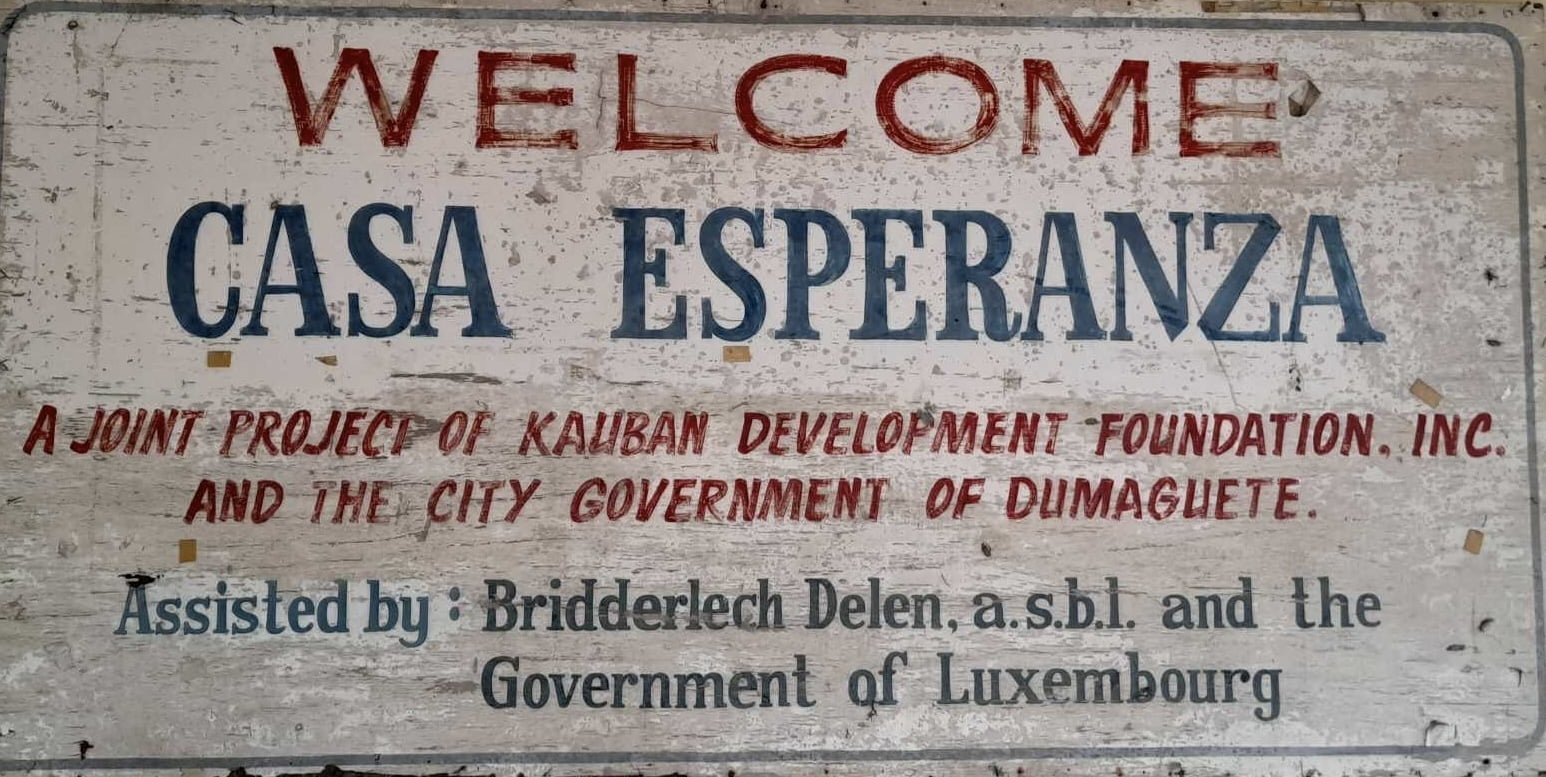 WELCOME
CASA ESPERANZA
A JOINT PROJECT OF KAUBAN DEVELOPMENT FOUNDATION, INC.
AND THE CITY GOVERNMENT OF DUMAGUETE.
Assisted by : Bridderlech Delen, a.s.b.l. and the
Government of Luxembourg